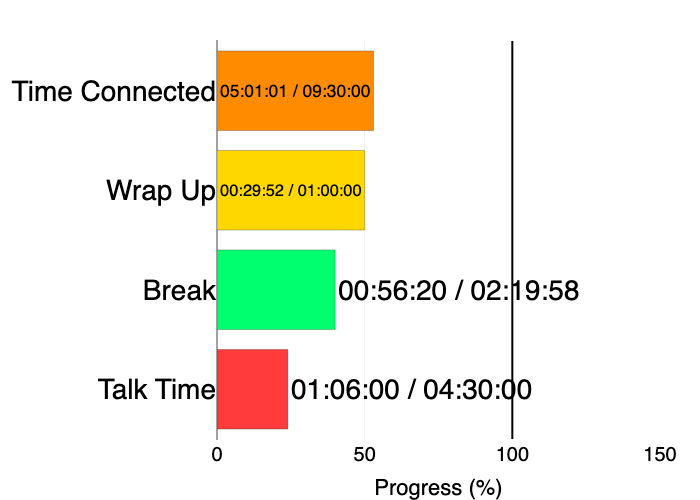 Time Connected 05:01:01 / 09:30:00
Wrap Up 00:29:52 / 01:00:00
Break 00:56:20 / 02:19:58
Talk Time 01:06:00 / 04:30:00
0 50 100 150
Progress (%)